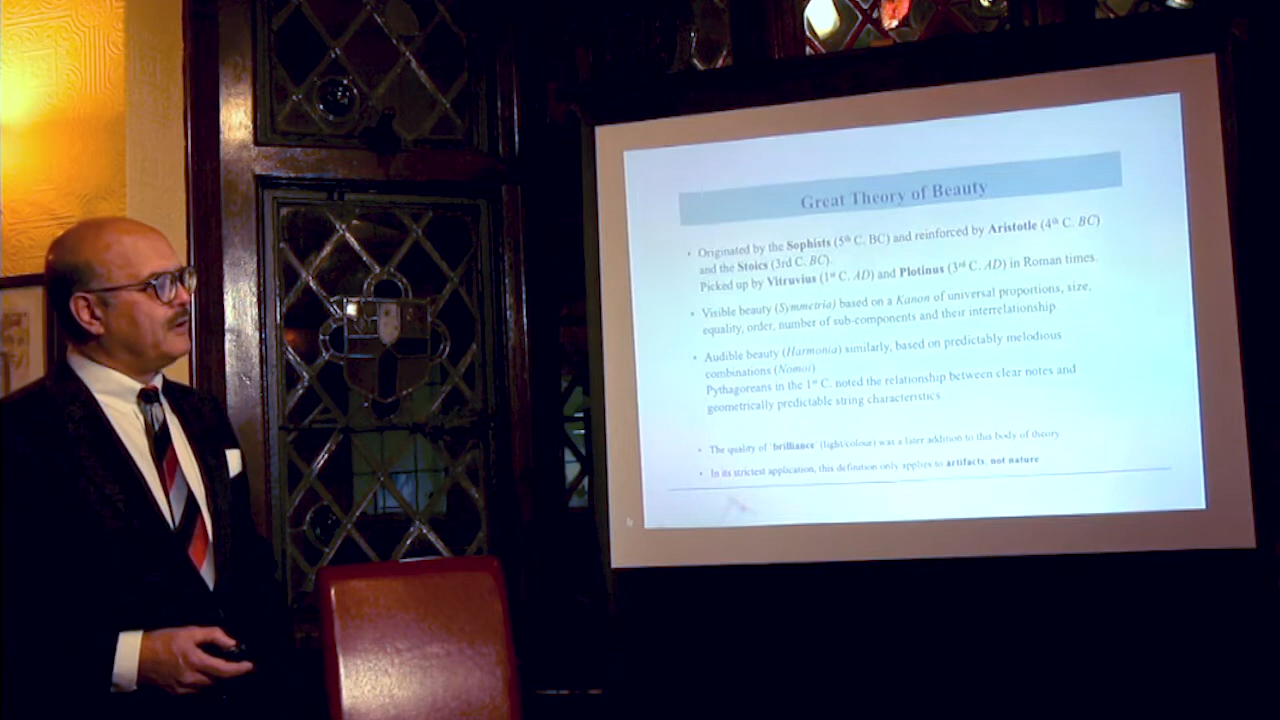 Great Theory of Beauty
• Originated by the Sophists (5th C. BC) and reinforced by Aristotle (4th C. BC)
and the Stoics (3rd C. BC).
Picked up by Vitruvius (1st C. AD) and Plotinus (3rd C. AD) in Roman times.
• Visible beauty (Symmetria) based on a Kanon of universal proportions, size,
equality, order, number of sub-components and their interrelationship
• Audible beauty (Harmonia) similarly, based on predictably melodious
combinations (Nomoi)
Pythagoreans in the 1st C. noted the relationship between clear notes and
geometrically predictable string characteristics
• The quality of 'brilliance' (light/colour) was a later addition to this body of theory
• In its strictest application, this definition only applies to artifacts, not nature